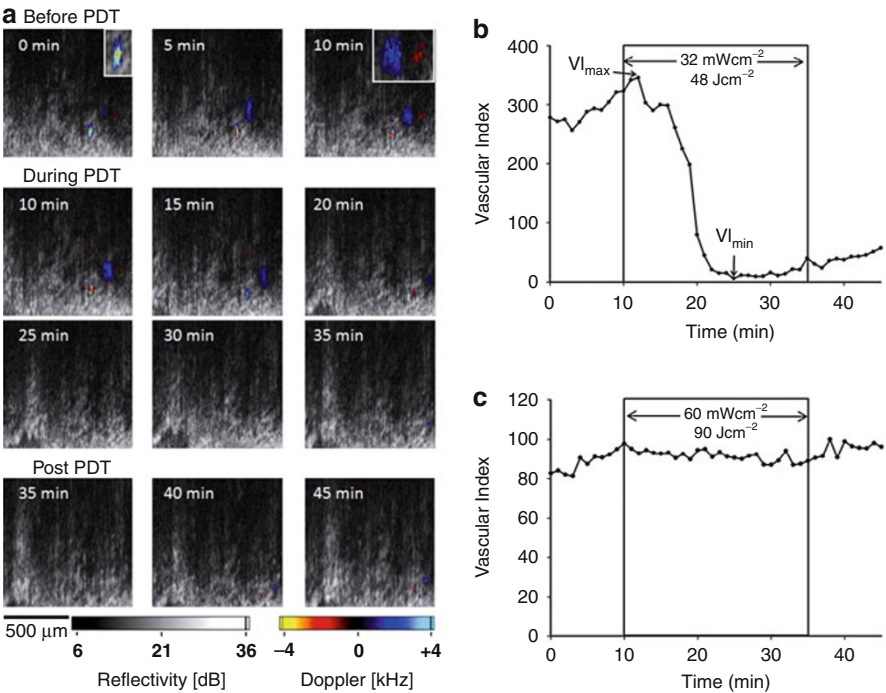 a Before PDT
0 min
5 min
10 min
During PDT
10 min
15 min
20 min
25 min
30 min
35 min
Post PDT
35 min
40 min
45 min
500 µm
6 21 36
Reflectivity [dB]
−4 0 +4
Doppler [kHz]
b
400
300
200
100
0
Vascular Index
VImax
32 mWcm−2
48 Jcm−2
VImin
0 10 20 30 40
Time (min)
c
120
100
80
60
40
20
0
Vascular Index
60 mWcm−2
90 Jcm−2
0 10 20 30 40
Time (min)